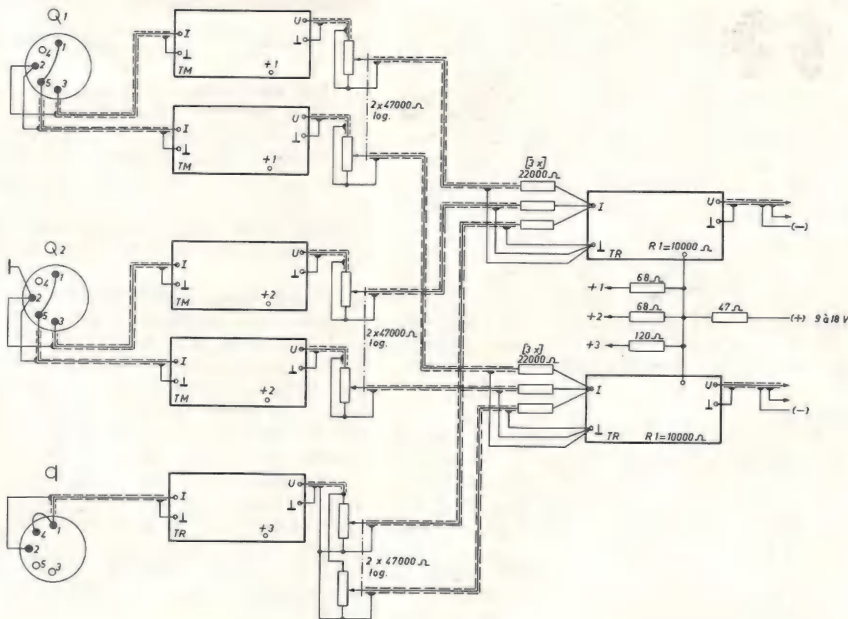 1
1
4
2
5
3
I
⊥
TM
U
⊥
+1
2 x 47000 Ω
log.
I
⊥
TM
U
⊥
+1
[3 x]
22000 Ω
I
⊥
TR
U
⊥
R1=10000 Ω
(–)
2
1
4
2
5
3
I
⊥
TM
U
⊥
+2
2 x 47000 Ω
log.
I
⊥
TM
U
⊥
+2
+1
68 Ω
+2
68 Ω
+3
120 Ω
47 Ω
(+) 9 à 18 V
[3 x]
22000 Ω
I
⊥
TR
U
⊥
R1=10000 Ω
(–)
4
1
2
5
3
I
⊥
TR
U
⊥
+3
2 x 47000 Ω
log.